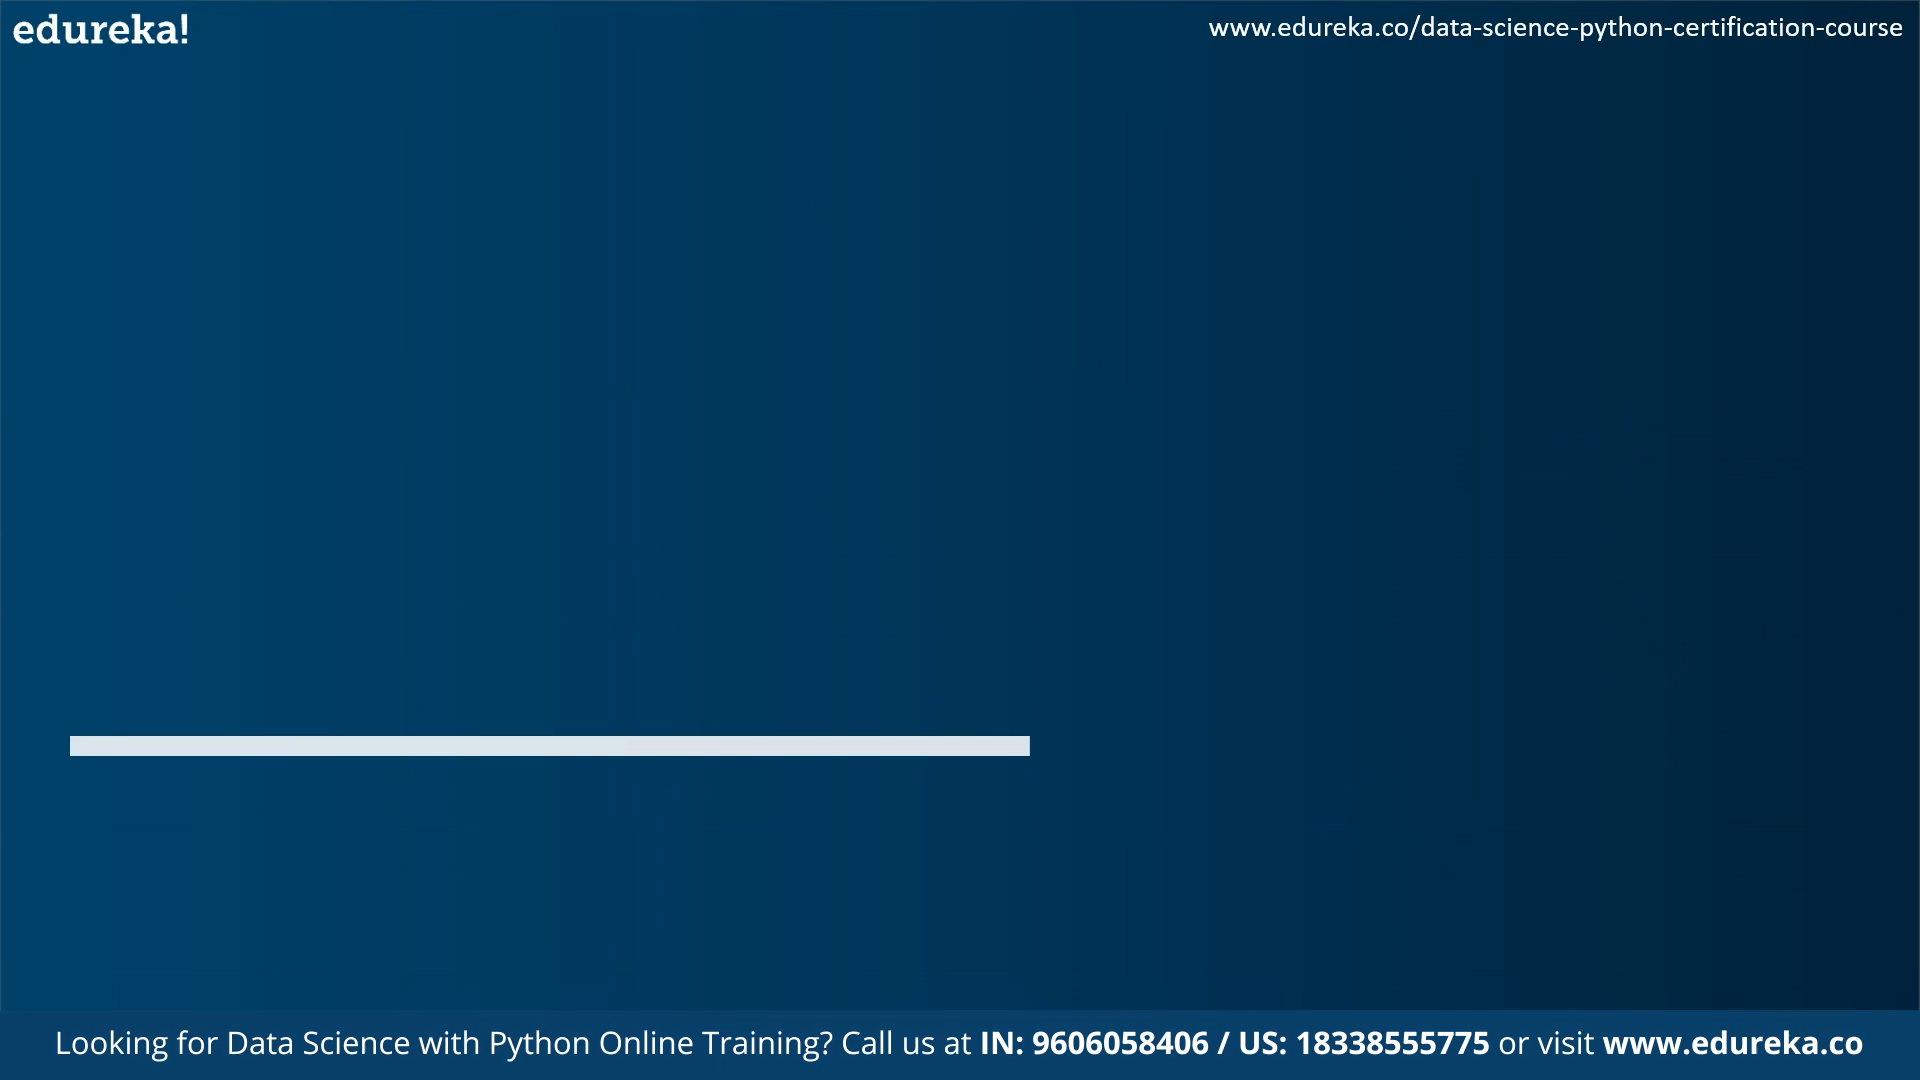 edureka!
www.edureka.co/data-science-python-certification-course
Looking for Data Science with Python Online Training? Call us at IN: 9606058406 / US: 18338555775 or visit www.edureka.co